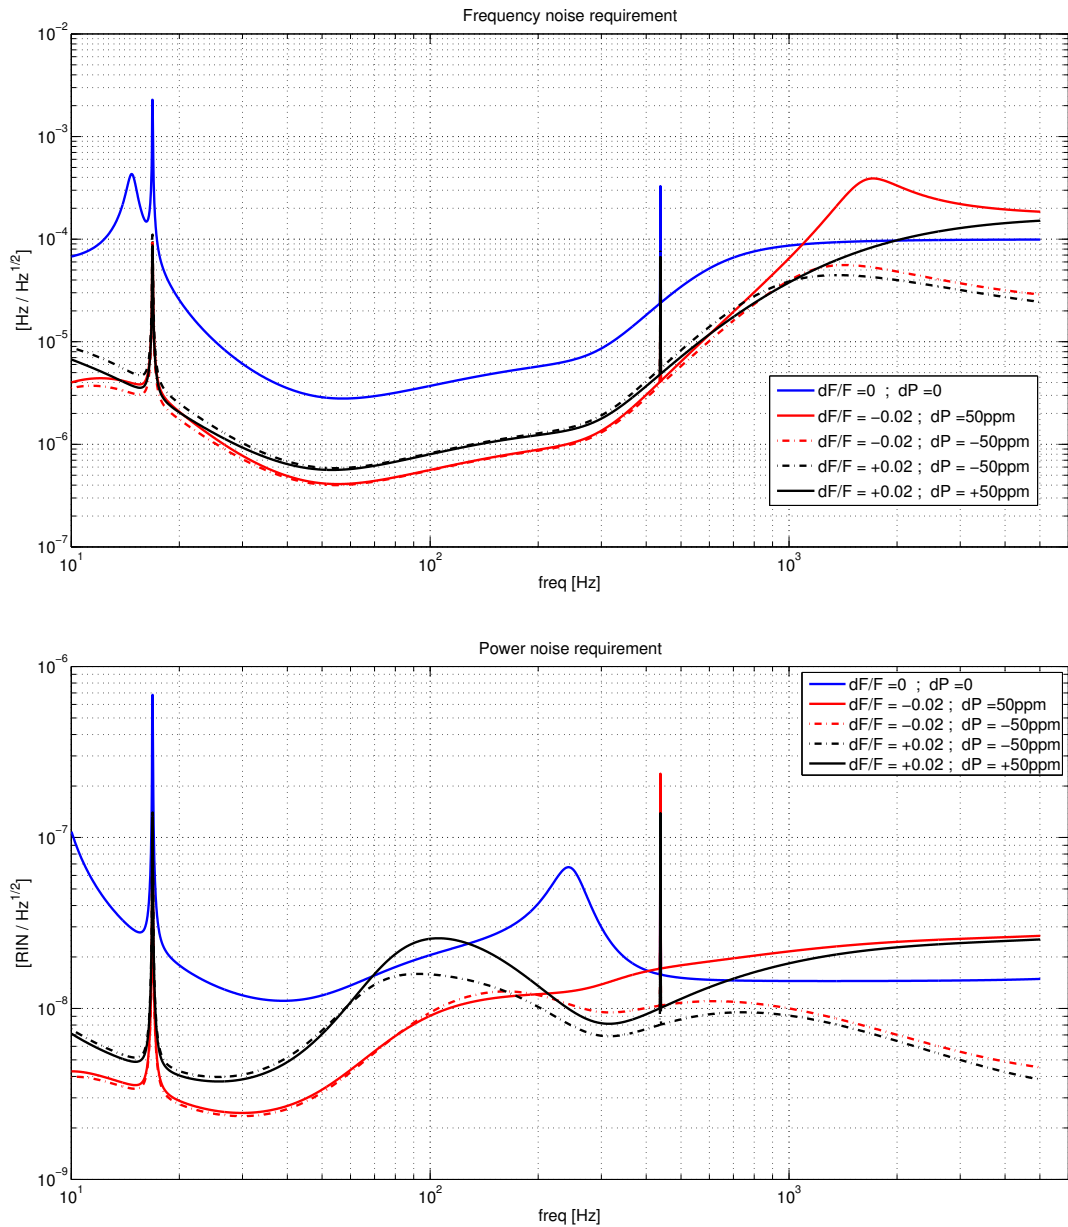 Frequency noise requirement
10^−2
10^−3
10^−4
10^−5
10^−6
10^−7
[Hz / Hz^1/2]
dF/F =0 ; dP =0
dF/F = −0.02 ; dP =50ppm
dF/F = −0.02 ; dP = −50ppm
dF/F = +0.02 ; dP = −50ppm
dF/F = +0.02 ; dP = +50ppm
10^1 10^2 10^3
freq [Hz]
Power noise requirement
10^−6
10^−7
10^−8
10^−9
[RIN / Hz^1/2]
dF/F =0 ; dP =0
dF/F = −0.02 ; dP =50ppm
dF/F = −0.02 ; dP = −50ppm
dF/F = +0.02 ; dP = −50ppm
dF/F = +0.02 ; dP = +50ppm
10^1 10^2 10^3
freq [Hz]